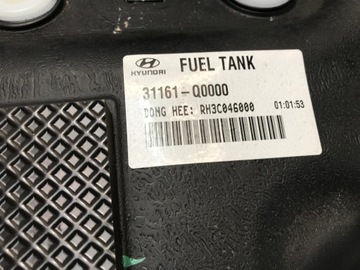 HYUNDAI
FUEL TANK
31161-Q0000
DONG HEE: RH3C046000 01:01:53